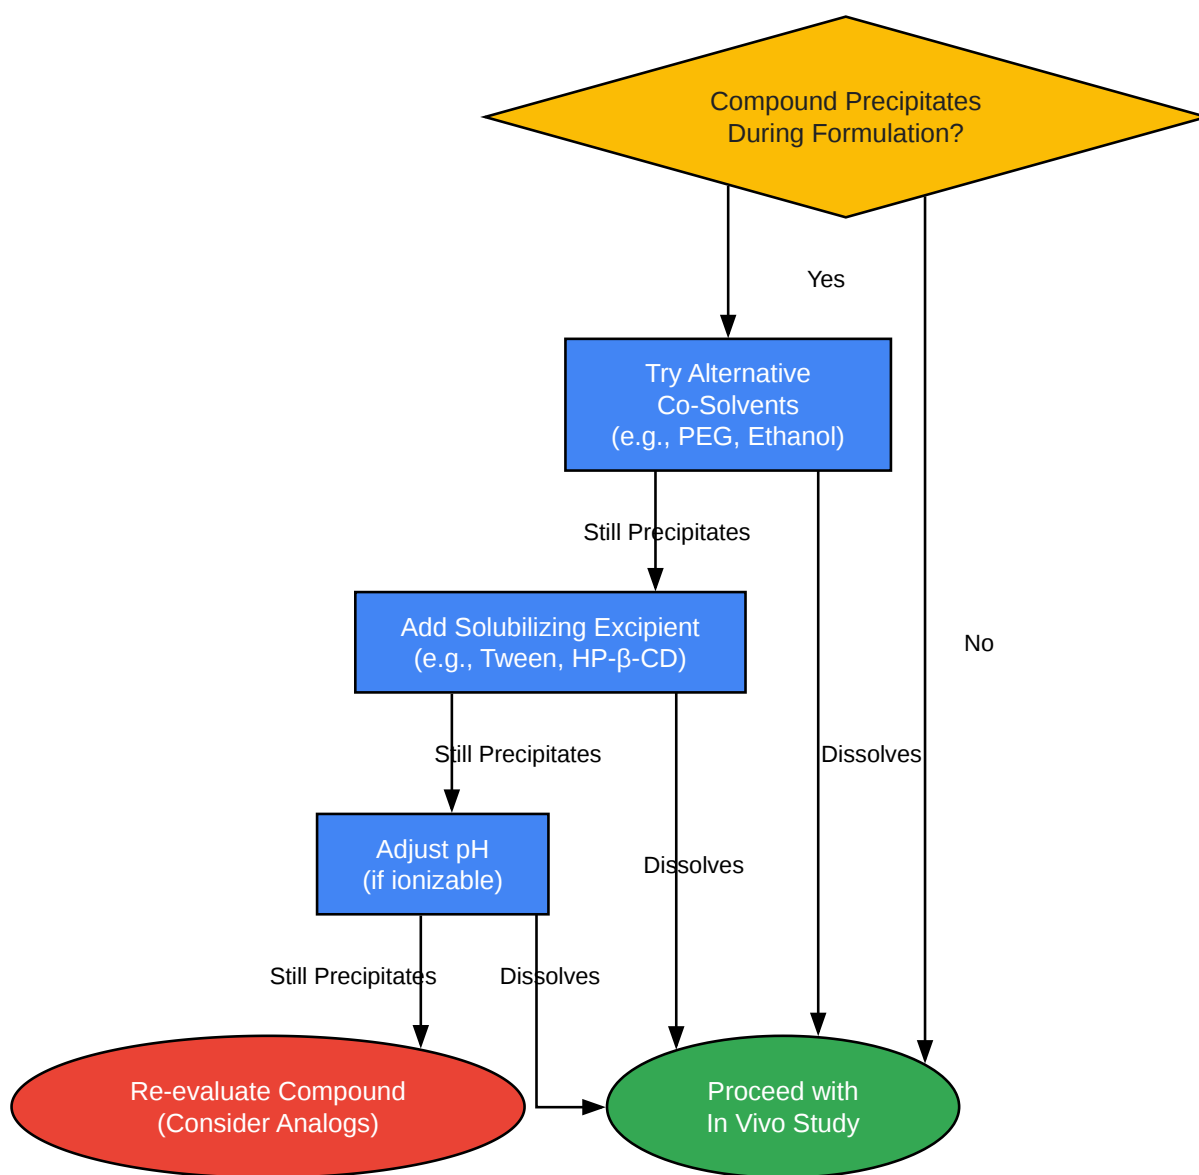 Compound Precipitates
During Formulation?
Yes
Try Alternative
Co-Solvents
(e.g., PEG, Ethanol)
Still Precipitates
Add Solubilizing Excipient
(e.g., Tween, HP-β-CD)
No
Still Precipitates
Dissolves
Adjust pH
(if ionizable)
Dissolves
Still Precipitates
Dissolves
Re-evaluate Compound
(Consider Analogs)
Proceed with
In Vivo Study